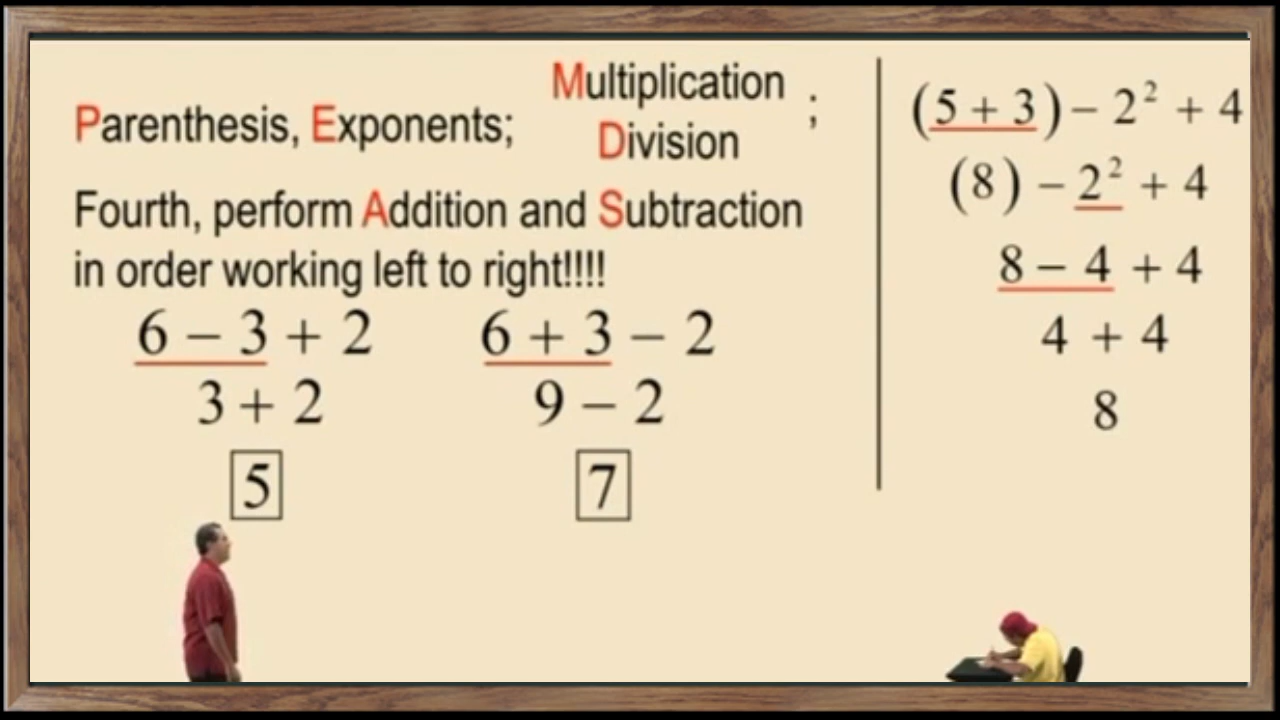 Parenthesis, Exponents; Multiplication ;
Division
Fourth, perform Addition and Subtraction
in order working left to right!!!!
6 − 3 + 2
3 + 2
5
6 + 3 − 2
9 − 2
7
(5 + 3) − 2² + 4
(8) − 2² + 4
8 − 4 + 4
4 + 4
8